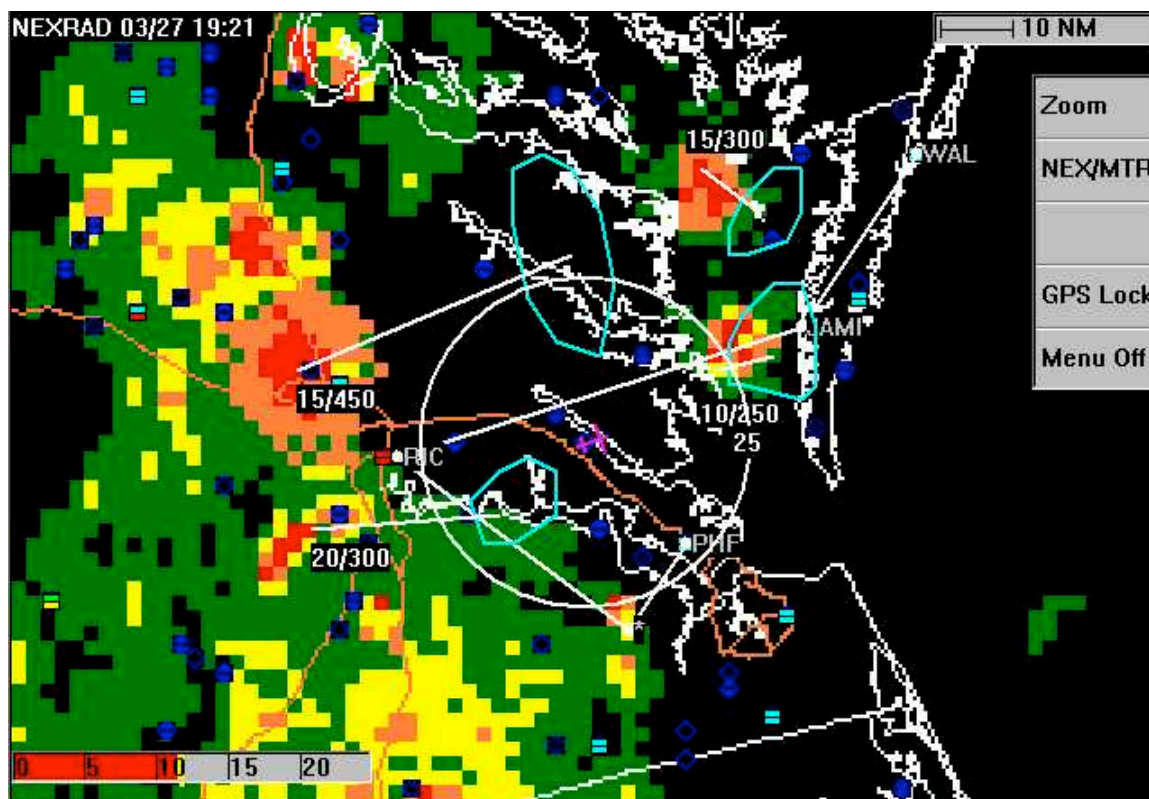 NEXRAD 03/27 19:21
10 NM
Zoom
15/300
WAL
NEX/MTR
GPS Lock
AMI
Menu Off
15/450
10/250
25
RIC
PHF
20/300
*
0 5 10 15 20